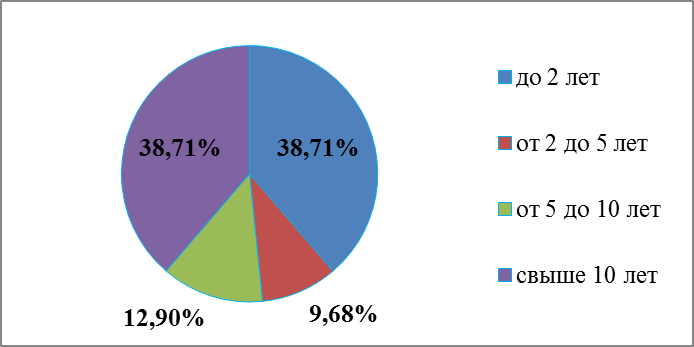 38,71%
38,71%
12,90%
9,68%
до 2 лет
от 2 до 5 лет
от 5 до 10 лет
свыше 10 лет